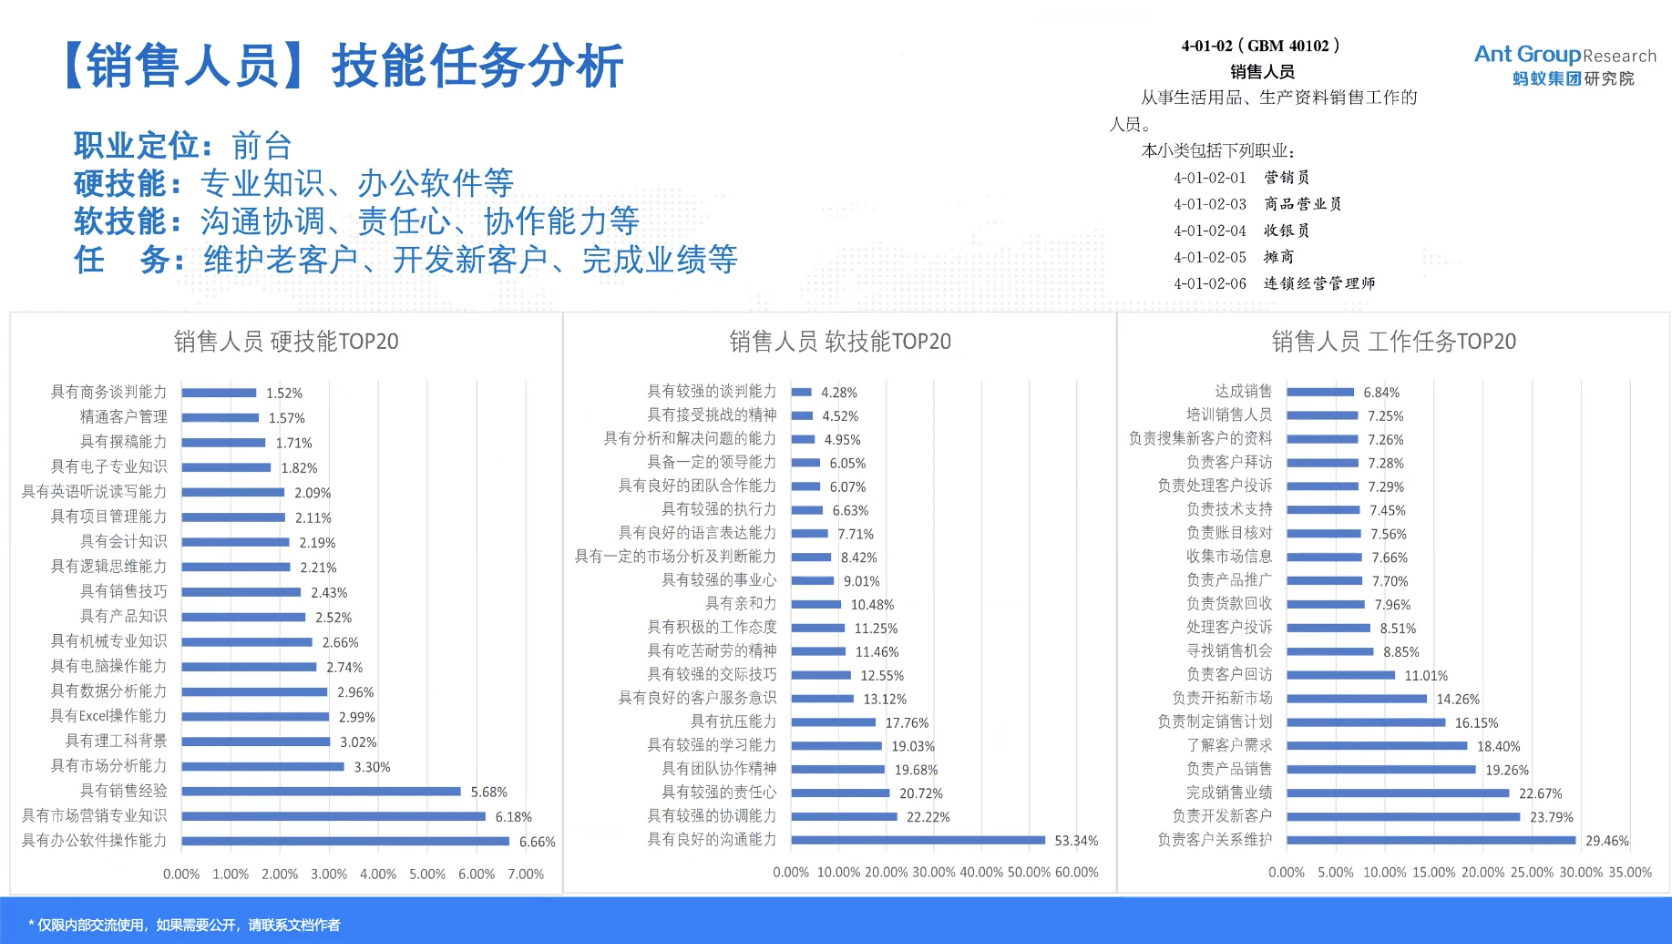 【销售人员】技能任务分析
职业定位：前台
硬技能：专业知识、办公软件等
软技能：沟通协调、责任心、协作能力等
任 务：维护老客户、开发新客户、完成业绩等
4-01-02（GBM 40102）
销售人员
从事生活用品、生产资料销售工作的
人员。
本小类包括下列职业：
4-01-02-01 营销员
4-01-02-03 商品营业员
4-01-02-04 收银员
4-01-02-05 摊商
4-01-02-06 连锁经营管理师
Ant Group Research
蚂蚁集团研究院
销售人员 硬技能TOP20
具有商务谈判能力 1.52%
精通客户管理 1.57%
具有撰稿能力 1.71%
具有电子专业知识 1.82%
具有英语听说读写能力 2.09%
具有项目管理能力 2.11%
具有会计知识 2.19%
具有逻辑思维能力 2.21%
具有销售技巧 2.43%
具有产品知识 2.52%
具有机械专业知识 2.66%
具有电脑操作能力 2.74%
具有数据分析能力 2.96%
具有Excel操作能力 2.99%
具有理工科背景 3.02%
具有市场分析能力 3.30%
具有销售经验 5.68%
具有市场营销专业知识 6.18%
具有办公软件操作能力 6.66%
0.00% 1.00% 2.00% 3.00% 4.00% 5.00% 6.00% 7.00%
销售人员 软技能TOP20
具有较强的谈判能力 4.28%
具有接受挑战的精神 4.52%
具有分析和解决问题的能力 4.95%
具备一定的领导能力 6.05%
具有良好的团队合作能力 6.07%
具有较强的执行力 6.63%
具有良好的语言表达能力 7.71%
具有一定的市场分析及判断能力 8.42%
具有较强的事业心 9.01%
具有亲和力 10.48%
具有积极的工作态度 11.25%
具有吃苦耐劳的精神 11.46%
具有较强的交际技巧 12.55%
具有良好的客户服务意识 13.12%
具有抗压能力 17.76%
具有较强的学习能力 19.03%
具有团队协作精神 19.68%
具有较强的责任心 20.72%
具有较强的协调能力 22.22%
具有良好的沟通能力 53.34%
0.00% 10.00% 20.00% 30.00% 40.00% 50.00% 60.00%
销售人员 工作任务TOP20
达成销售 6.84%
培训销售人员 7.25%
负责搜集新客户的资料 7.26%
负责客户拜访 7.28%
负责处理客户投诉 7.29%
负责技术支持 7.45%
负责账目核对 7.56%
收集市场信息 7.66%
负责产品推广 7.70%
负责货款回收 7.96%
处理客户投诉 8.51%
寻找销售机会 8.85%
负责客户回访 11.01%
负责开拓新市场 14.26%
负责制定销售计划 16.15%
了解客户需求 18.40%
负责产品销售 19.26%
完成销售业绩 22.67%
负责开发新客户 23.79%
负责客户关系维护 29.46%
0.00% 5.00% 10.00% 15.00% 20.00% 25.00% 30.00% 35.00%
* 仅限内部交流使用，如果需要公开，请联系文档作者